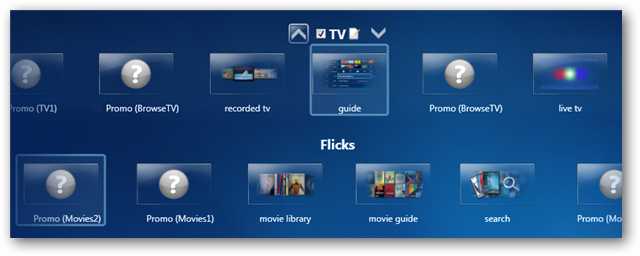 TV
Promo (TV1) Promo (BrowseTV) recorded tv guide Promo (BrowseTV) live tv
Flicks
Promo (Movies2) Promo (Movies1) movie library movie guide search Promo (Mo